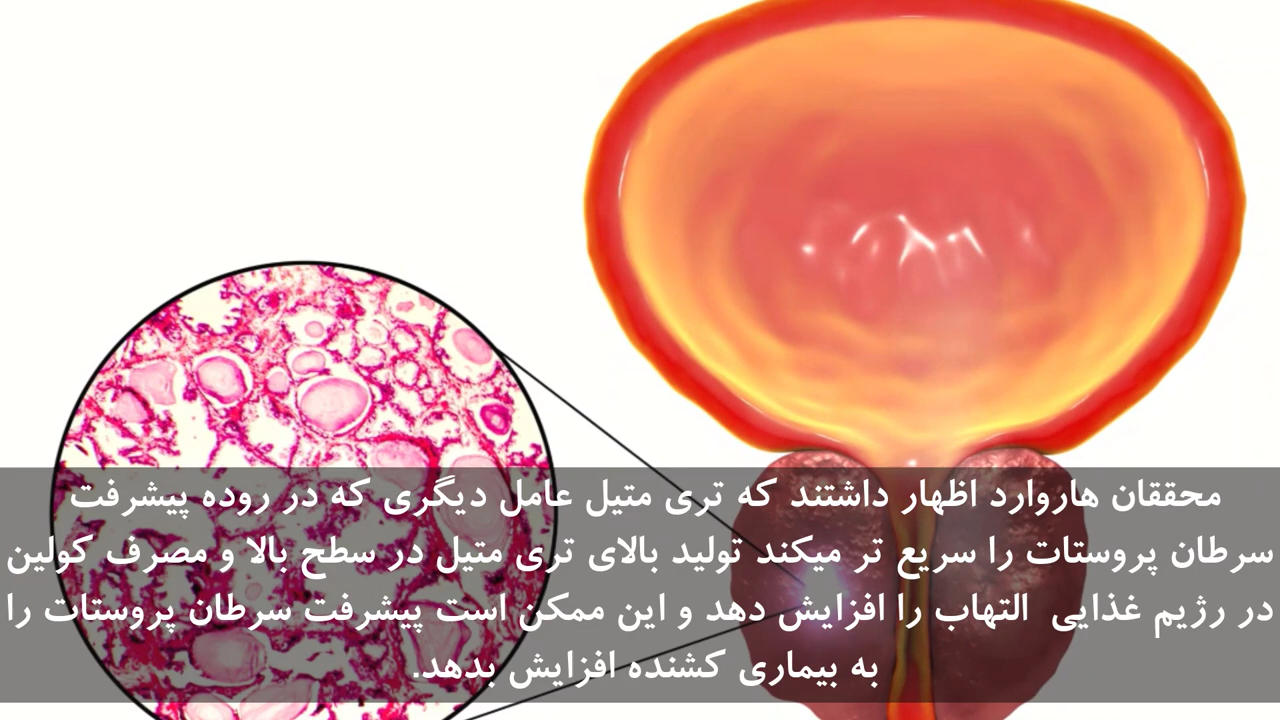 محققان هاروارد اظهار داشتند که تری متیل عامل دیگری که در روده پیشرفت
سرطان پروستات را سریع تر میکند تولید بالای تری متیل در سطح بالا و مصرف کولین
در رژیم غذایی التهاب را افزایش دهد و این ممکن است پیشرفت سرطان پروستات را
به بیماری کشنده افزایش بدهد.